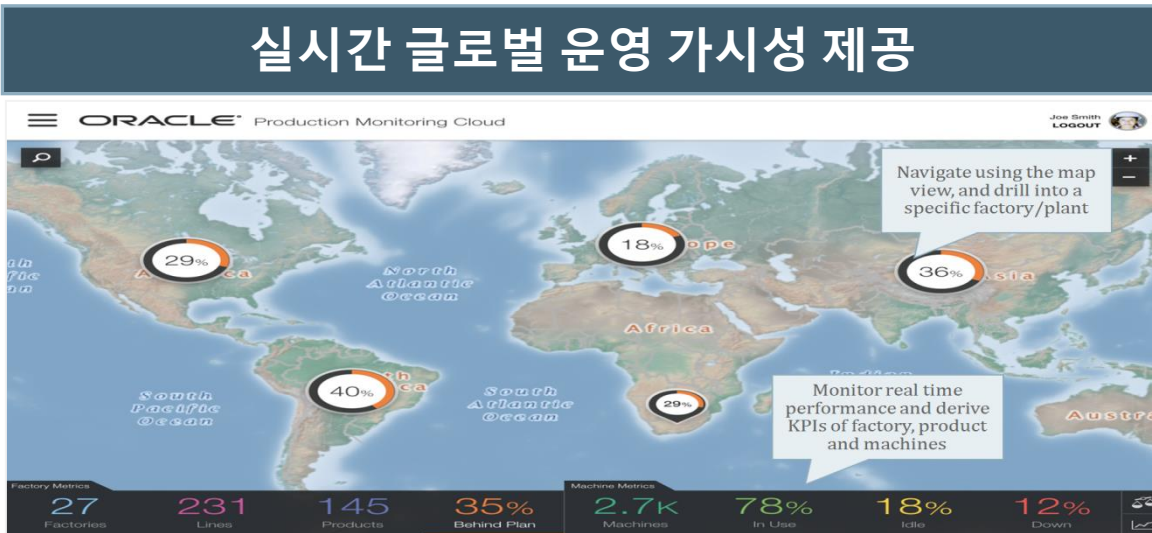 실시간 글로벌 운영 가시성 제공
ORACLE® Production Monitoring Cloud
Joe Smith
LOGOUT
Navigate using the map
view, and drill into a
specific factory/plant
+
−
29%
18%
36%
40%
29%
North
Atlantic
Ocean
Africa
South
Pacific
Ocean
South
Atlantic
Ocean
Monitor real time
performance and derive
KPIs of factory, product
and machines
Factory Metrics
27
Factories
231
Lines
145
Products
35%
Behind Plan
Machine Metrics
2.7K
Machines
78%
In Use
18%
Idle
12%
Down